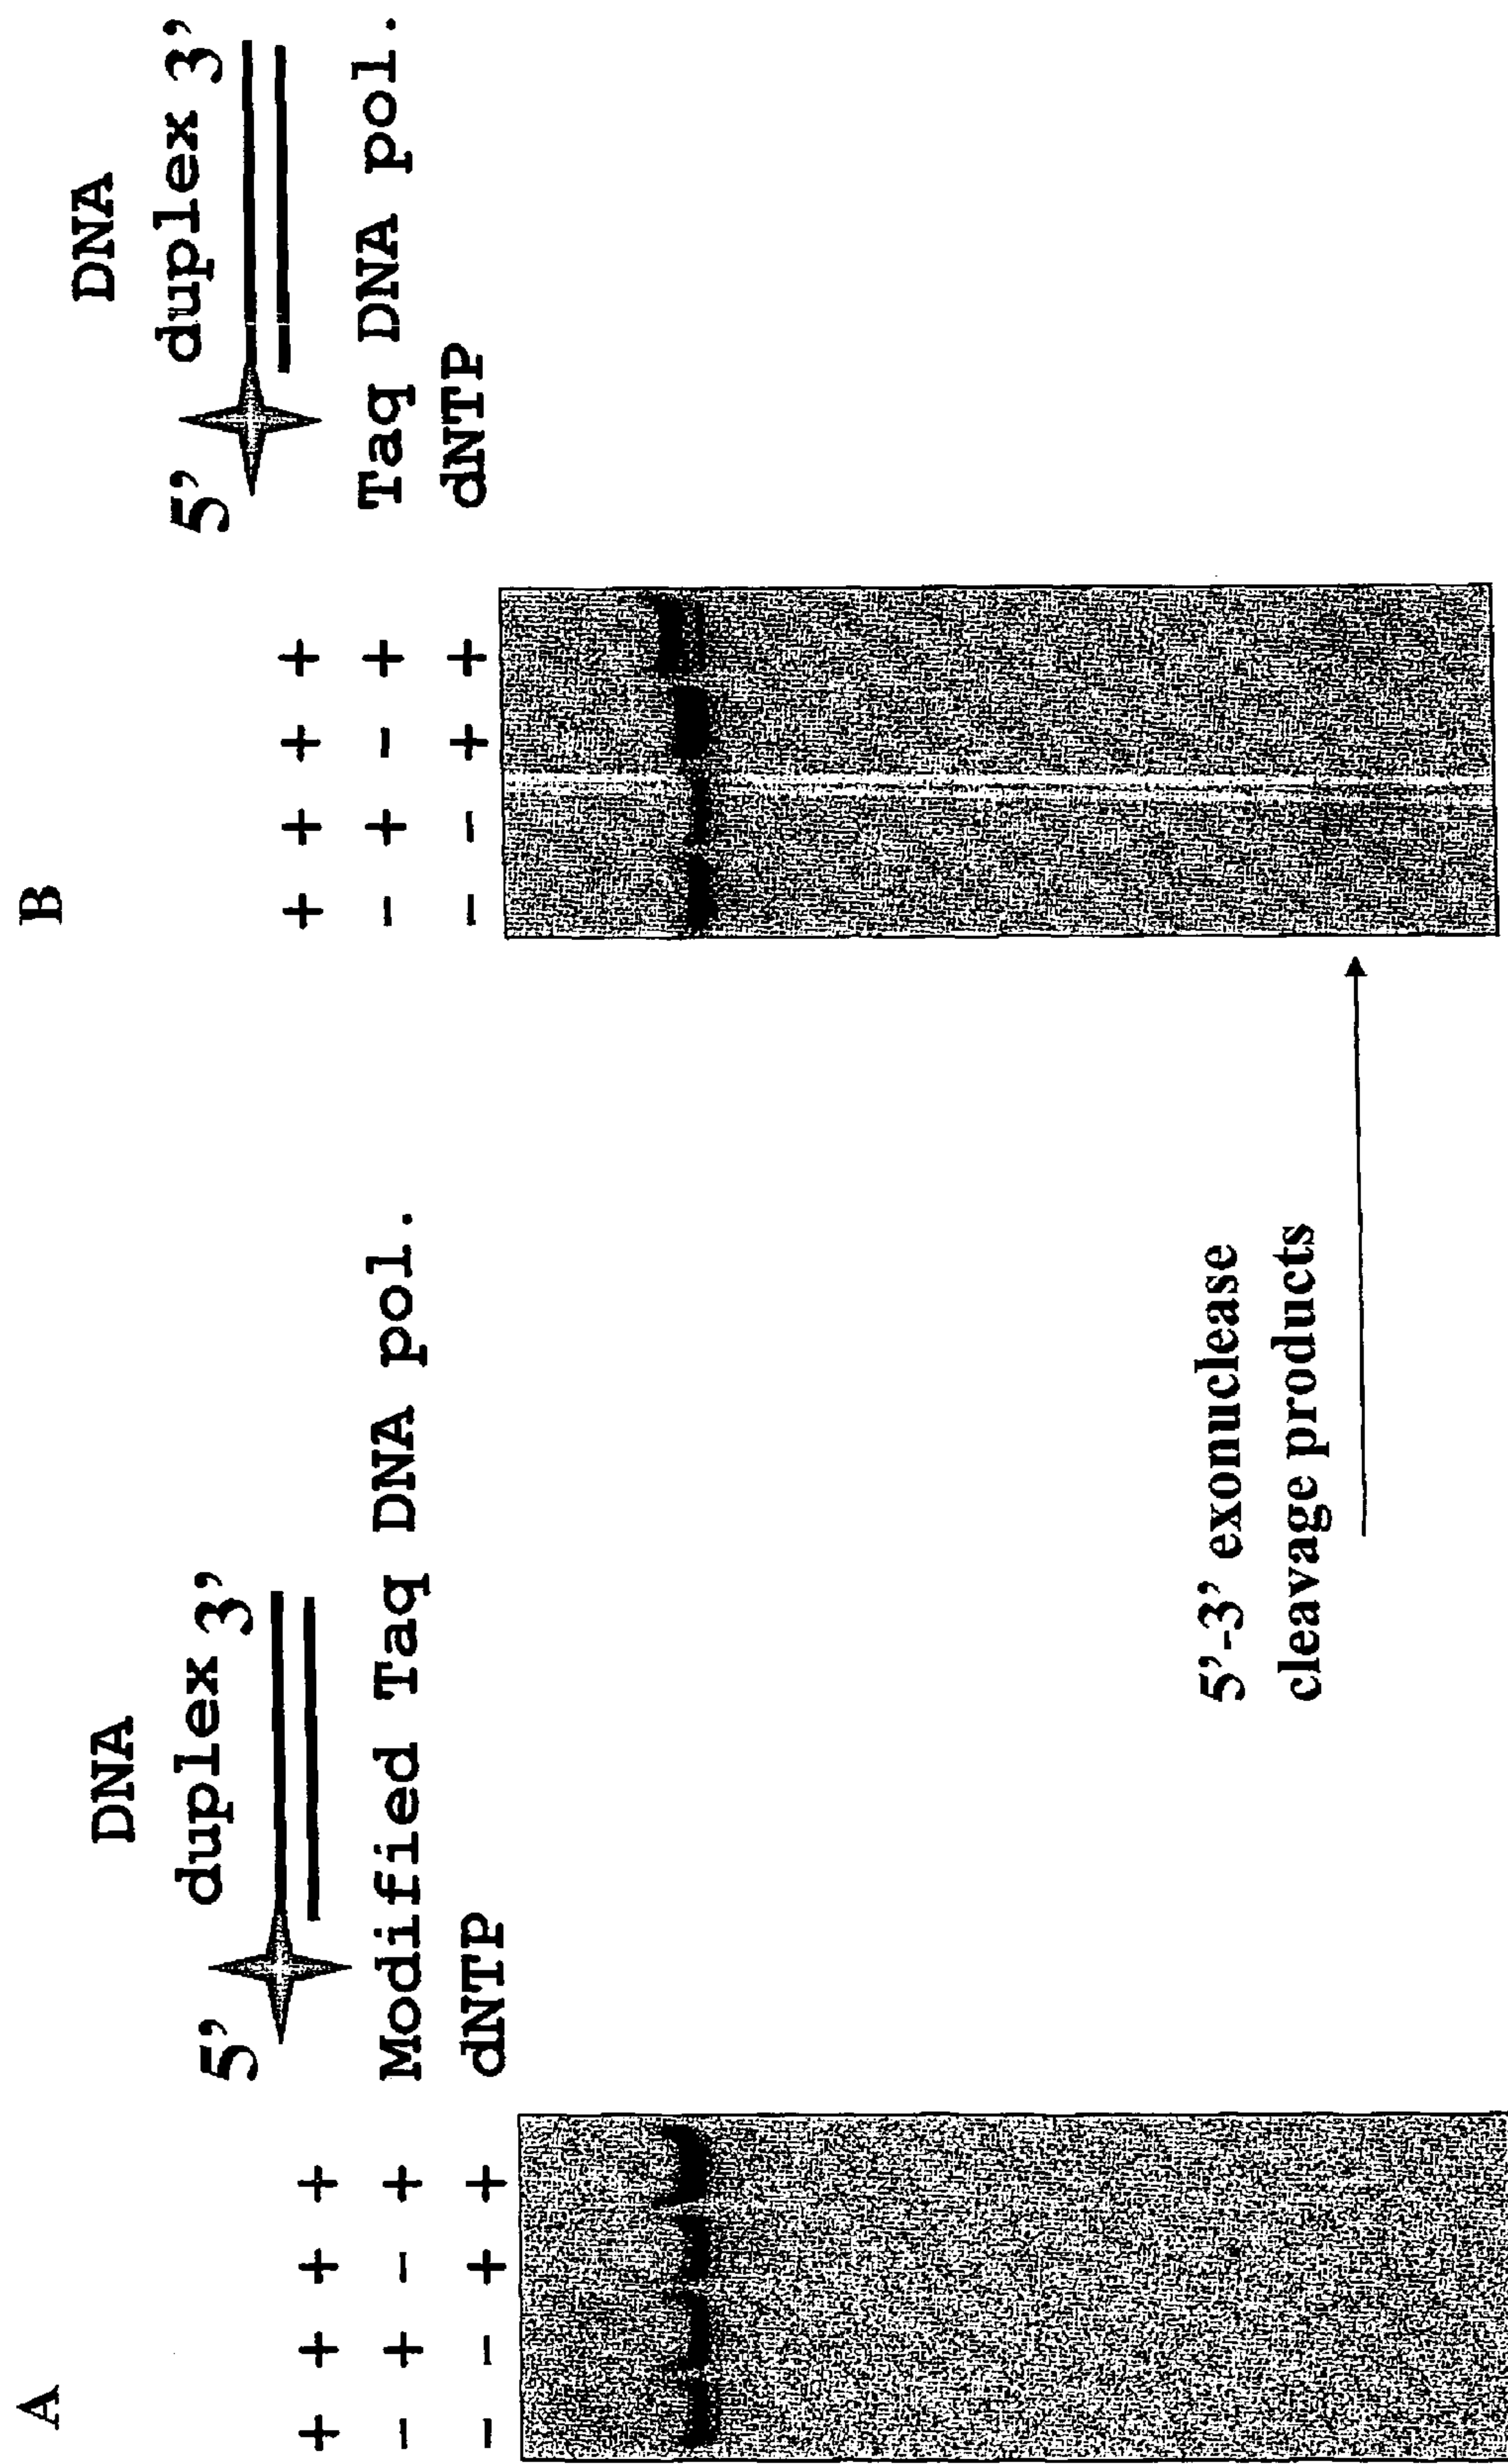 A
DNA
duplex
5’ 3’
+ + + +
- + - + Modified Taq DNA pol.
- - + + dNTP
5’-3’ exonuclease
cleavage products
B
DNA
duplex
5’ 3’
+ + + +
- + - + Taq DNA pol.
- - + + dNTP